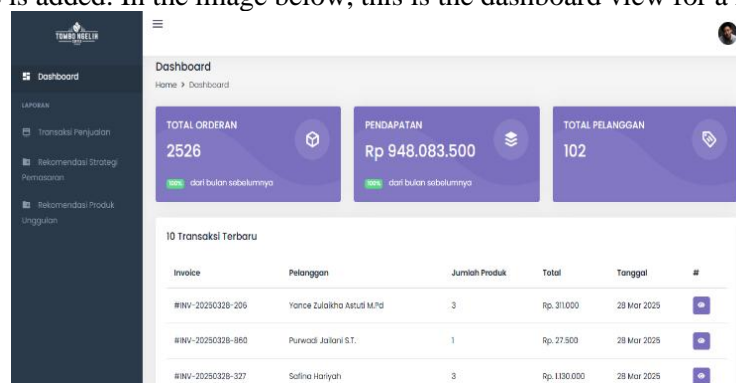 is added. In the image below, this is the dashboard view for a
TOMBO NGELIH
Dashboard
LAPORAN
Transaksi Penjualan
Rekomendasi Strategi
Pemasaran
Rekomendasi Produk
Unggulan
Dashboard
Home > Dashboard
TOTAL ORDERAN
2526
100% dari bulan sebelumnya
PENDAPATAN
Rp 948.083.500
100% dari bulan sebelumnya
TOTAL PELANGGAN
102
10 Transaksi Terbaru
Invoice Pelanggan Jumlah Produk Total Tanggal #
#INV-20250328-206 Yance Zulaikha Astuti M.Pd 3 Rp. 311.000 28 Mar 2025
#INV-20250328-860 Purwadi Jailani S.T. 1 Rp. 27.500 28 Mar 2025
#INV-20250328-327 Safina Hariyah 3 Rp. 1.130.000 28 Mar 2025